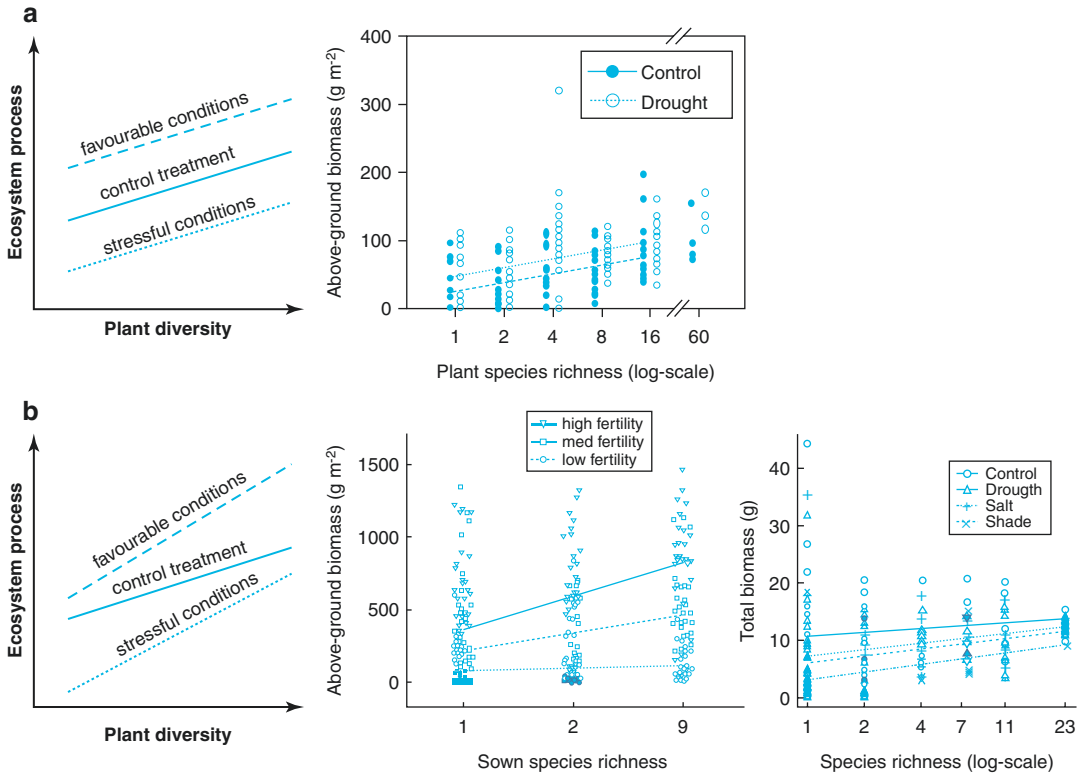 a
Ecosystem process
favourable conditions
control treatment
stressful conditions
Plant diversity
Above-ground biomass (g m⁻²)
400
300
200
100
0
Control
Drought
1 2 4 8 16 60
Plant species richness (log-scale)
b
Ecosystem process
favourable conditions
control treatment
stressful conditions
Plant diversity
high fertility
med fertility
low fertility
Above-ground biomass (g m⁻²)
1500
1000
500
0
1 2 9
Sown species richness
Total biomass (g)
40
30
20
10
0
Control
Drougth
Salt
Shade
1 2 4 7 11 23
Species richness (log-scale)